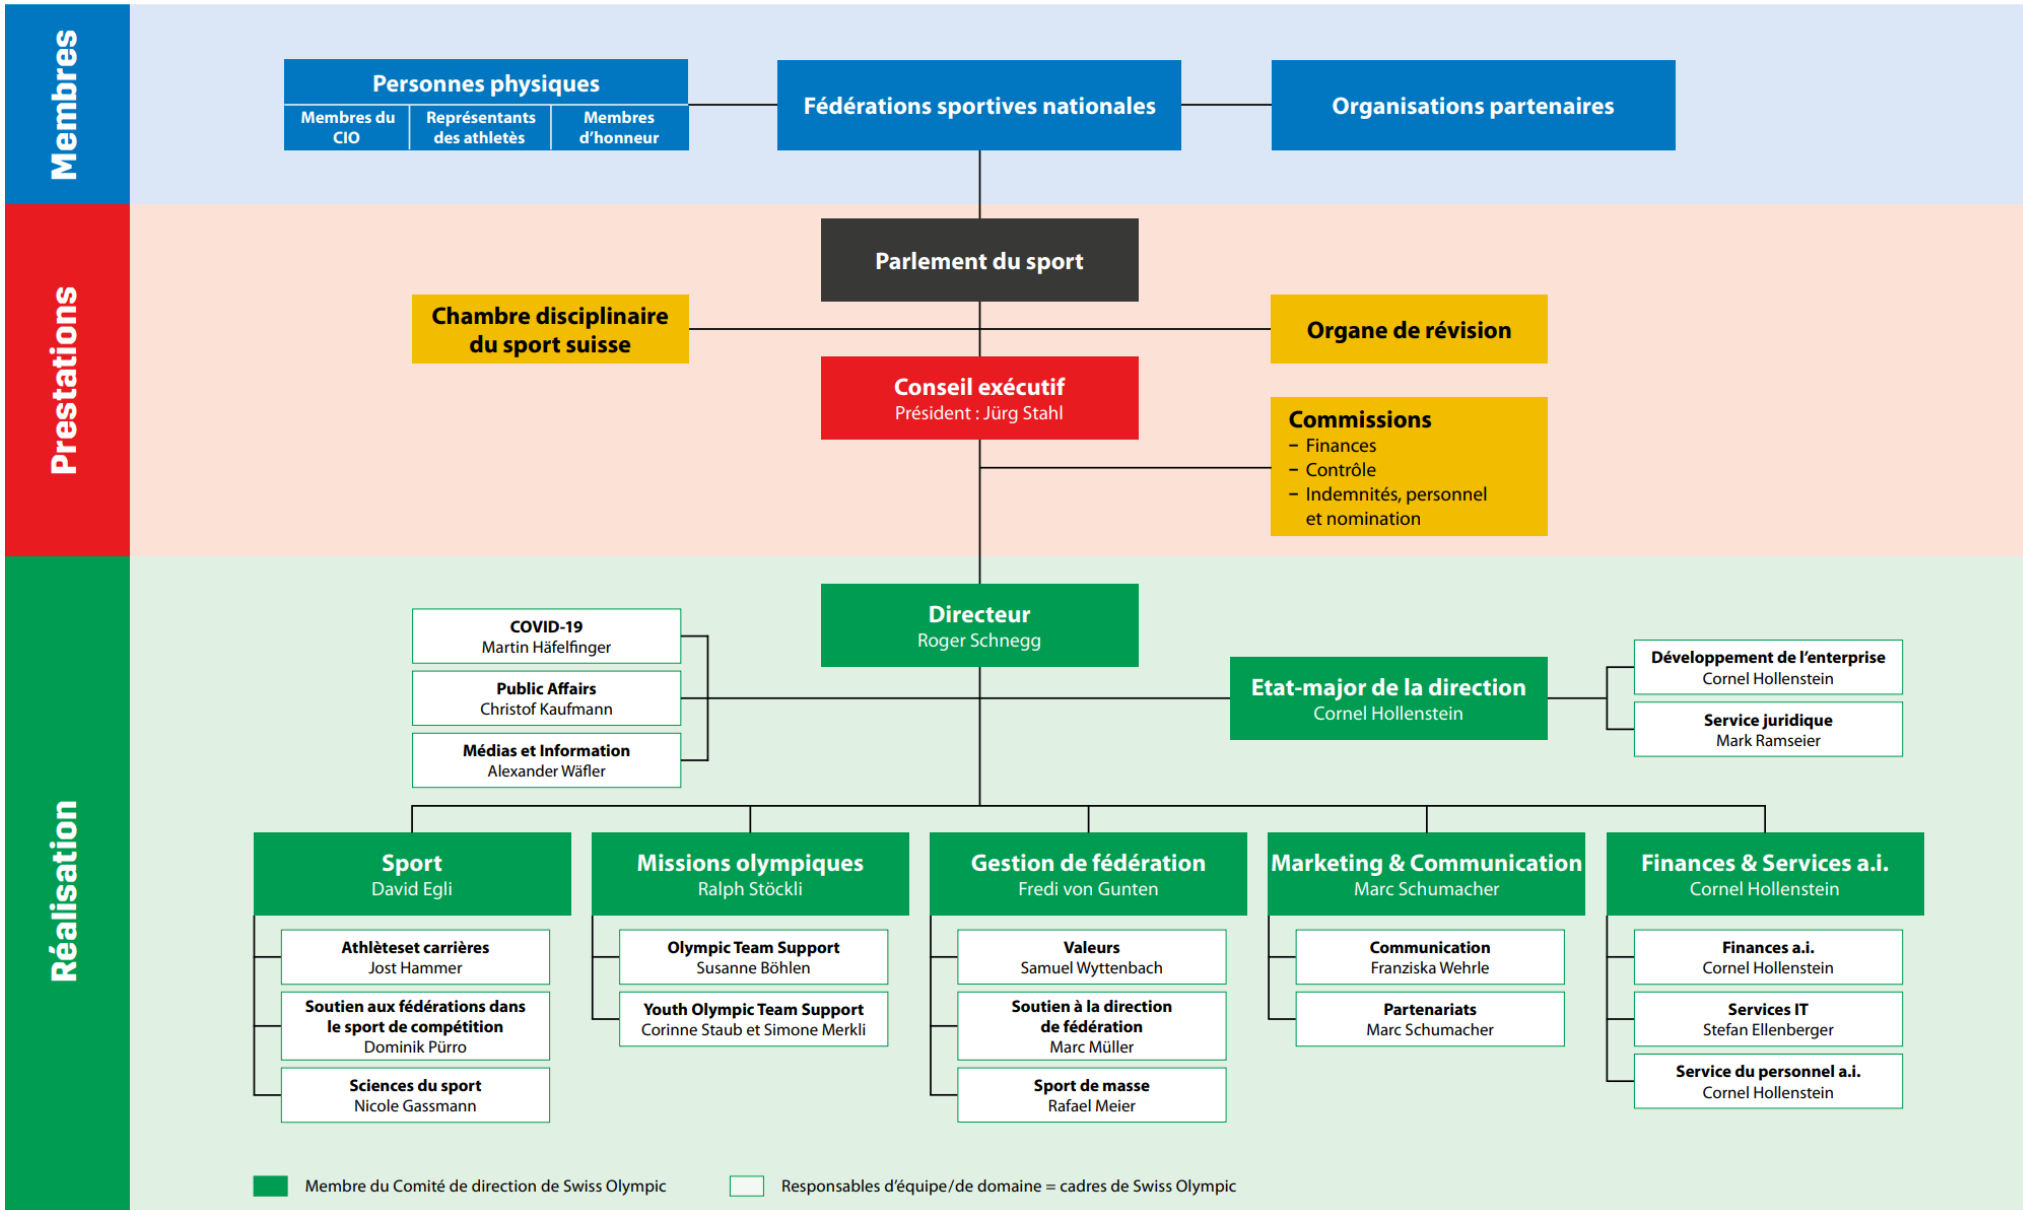 Membres
Personnes physiques
Membres du
CIO
Représentants
des athletès
Membres
d'honneur
Fédérations sportives nationales
Organisations partenaires
Prestations
Parlement du sport
Chambre disciplinaire
du sport suisse
Organe de révision
Conseil exécutif
Président : Jürg Stahl
Commissions
– Finances
– Contrôle
– Indemnités, personnel
et nomination
Réalisation
Directeur
Roger Schnegg
COVID-19
Martin Häfelfinger
Public Affairs
Christof Kaufmann
Médias et Information
Alexander Wäfler
Etat-major de la direction
Cornel Hollenstein
Développement de l'enterprise
Cornel Hollenstein
Service juridique
Mark Ramseier
Sport
David Egli
Athlèteset carrières
Jost Hammer
Soutien aux fédérations dans
le sport de compétition
Dominik Pürro
Sciences du sport
Nicole Gassmann
Missions olympiques
Ralph Stöckli
Olympic Team Support
Susanne Böhlen
Youth Olympic Team Support
Corinne Staub et Simone Merkli
Gestion de fédération
Fredi von Gunten
Valeurs
Samuel Wyttenbach
Soutien à la direction
de fédération
Marc Müller
Sport de masse
Rafael Meier
Marketing & Communication
Marc Schumacher
Communication
Franziska Wehrle
Partenariats
Marc Schumacher
Finances & Services a.i.
Cornel Hollenstein
Finances a.i.
Cornel Hollenstein
Services IT
Stefan Ellenberger
Service du personnel a.i.
Cornel Hollenstein
Membre du Comité de direction de Swiss Olympic
Responsables d'équipe/de domaine = cadres de Swiss Olympic